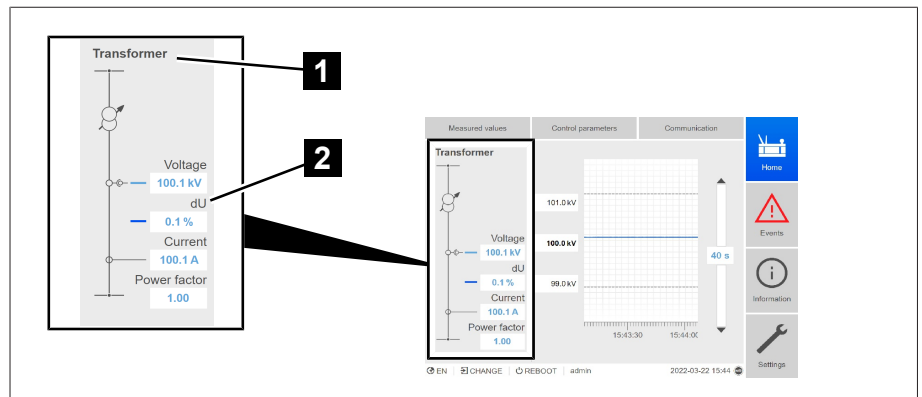 Transformer
1
2
Voltage
100.1 kV
dU
0.1 %
Current
100.1 A
Power factor
1.00
Measured values
Control parameters
Communication
Transformer
Voltage
100.1 kV
dU
0.1 %
Current
100.1 A
Power factor
1.00
101.0 kV
100.0 kV
99.0 kV
15:43:30
15:44:00
40 s
Home
Events
Information
Settings
EN
CHANGE
REBOOT
admin
2022-03-22 15:44